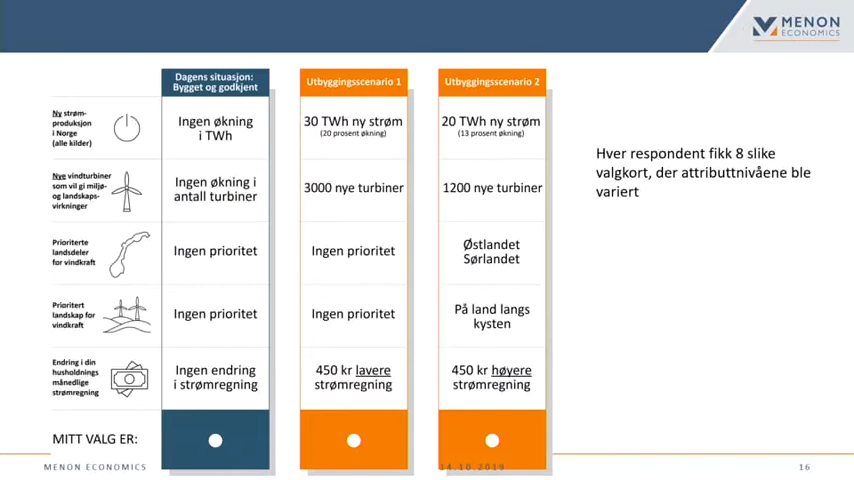 MENON
ECONOMICS
Dagens situasjon:
Bygget og godkjent
Utbyggingsscenario 1
Utbyggingsscenario 2
Ny strøm-
produksjon
i Norge
(alle kilder)
Ingen økning
i TWh
30 TWh ny strøm
(20 prosent økning)
20 TWh ny strøm
(13 prosent økning)
Nye vindturbiner
som vil gi miljø-
og landskaps-
virkninger
Ingen økning i
antall turbiner
3000 nye turbiner
1200 nye turbiner
Prioriterte
landsdeler
for vindkraft
Ingen prioritet
Ingen prioritet
Østlandet
Sørlandet
Prioritert
landskap for
vindkraft
Ingen prioritet
Ingen prioritet
På land langs
kysten
Endring i din
husholdnings
månedlige
strømregning
Ingen endring
i strømregning
450 kr lavere
strømregning
450 kr høyere
strømregning
MITT VALG ER:
Hver respondent fikk 8 slike
valgkort, der attributtnivåene ble
variert
MENON ECONOMICS
14.10.2019
16